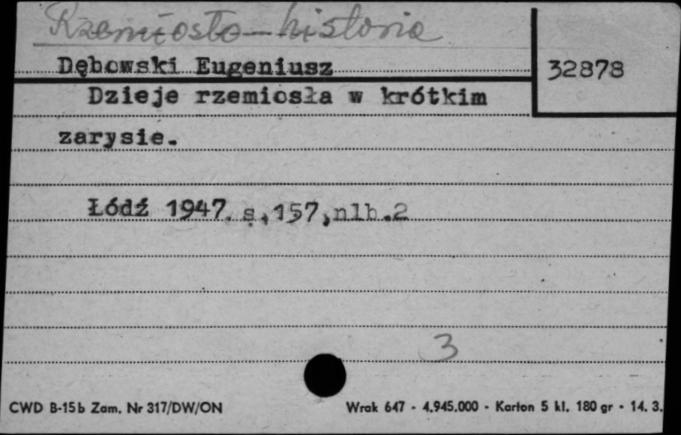 Rzemiosło - historia
Dębowski Eugeniusz
32878
Dzieje rzemiosła w krótkim
zarysie.
Łódź 1947. s.157,nlb.2
3
CWD B-15b Zam. Nr 317/DW/ON
Wrak 647 - 4.945.000 - Karton 5 kl. 180 gr - 14. 3.